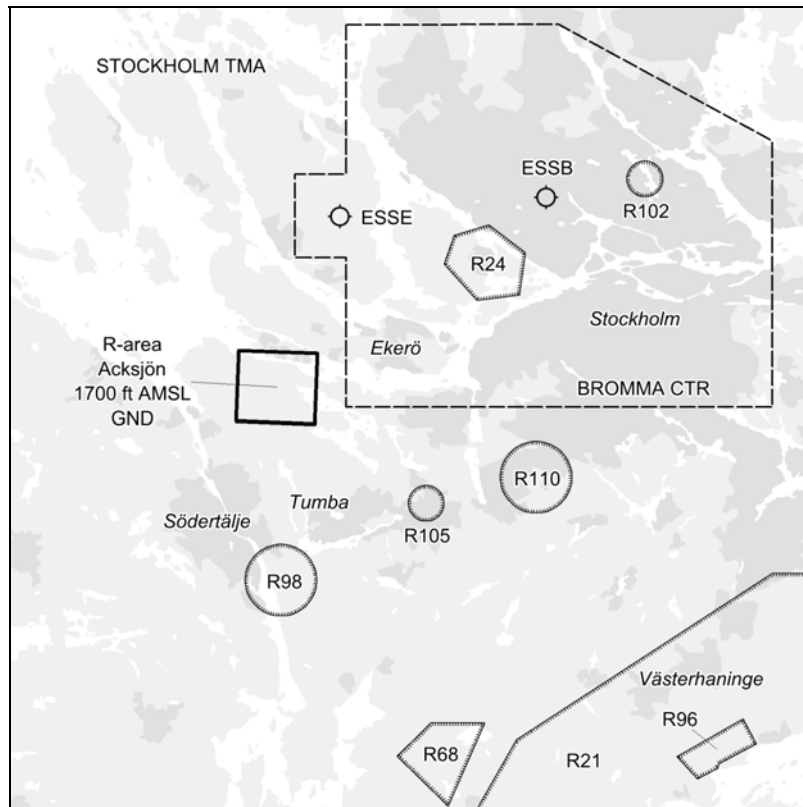 STOCKHOLM TMA
ESSB
R102
ESSE
R24
Stockholm
R-area
Acksjön
1700 ft AMSL
GND
Ekerö
BROMMA CTR
R110
Tumba
Södertälje
R105
R98
Västerhaninge
R96
R68
R21